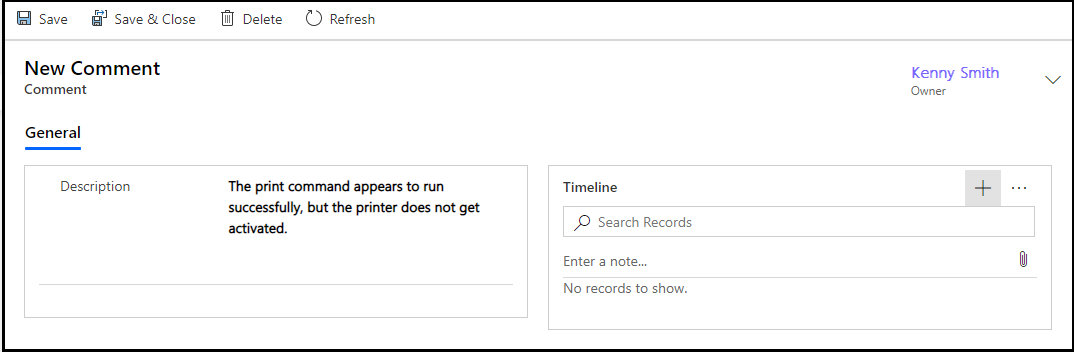 Save Save & Close Delete Refresh
New Comment
Comment
Kenny Smith
Owner
General
Description
The print command appears to run
successfully, but the printer does not get
activated.
Timeline
Search Records
Enter a note...
No records to show.